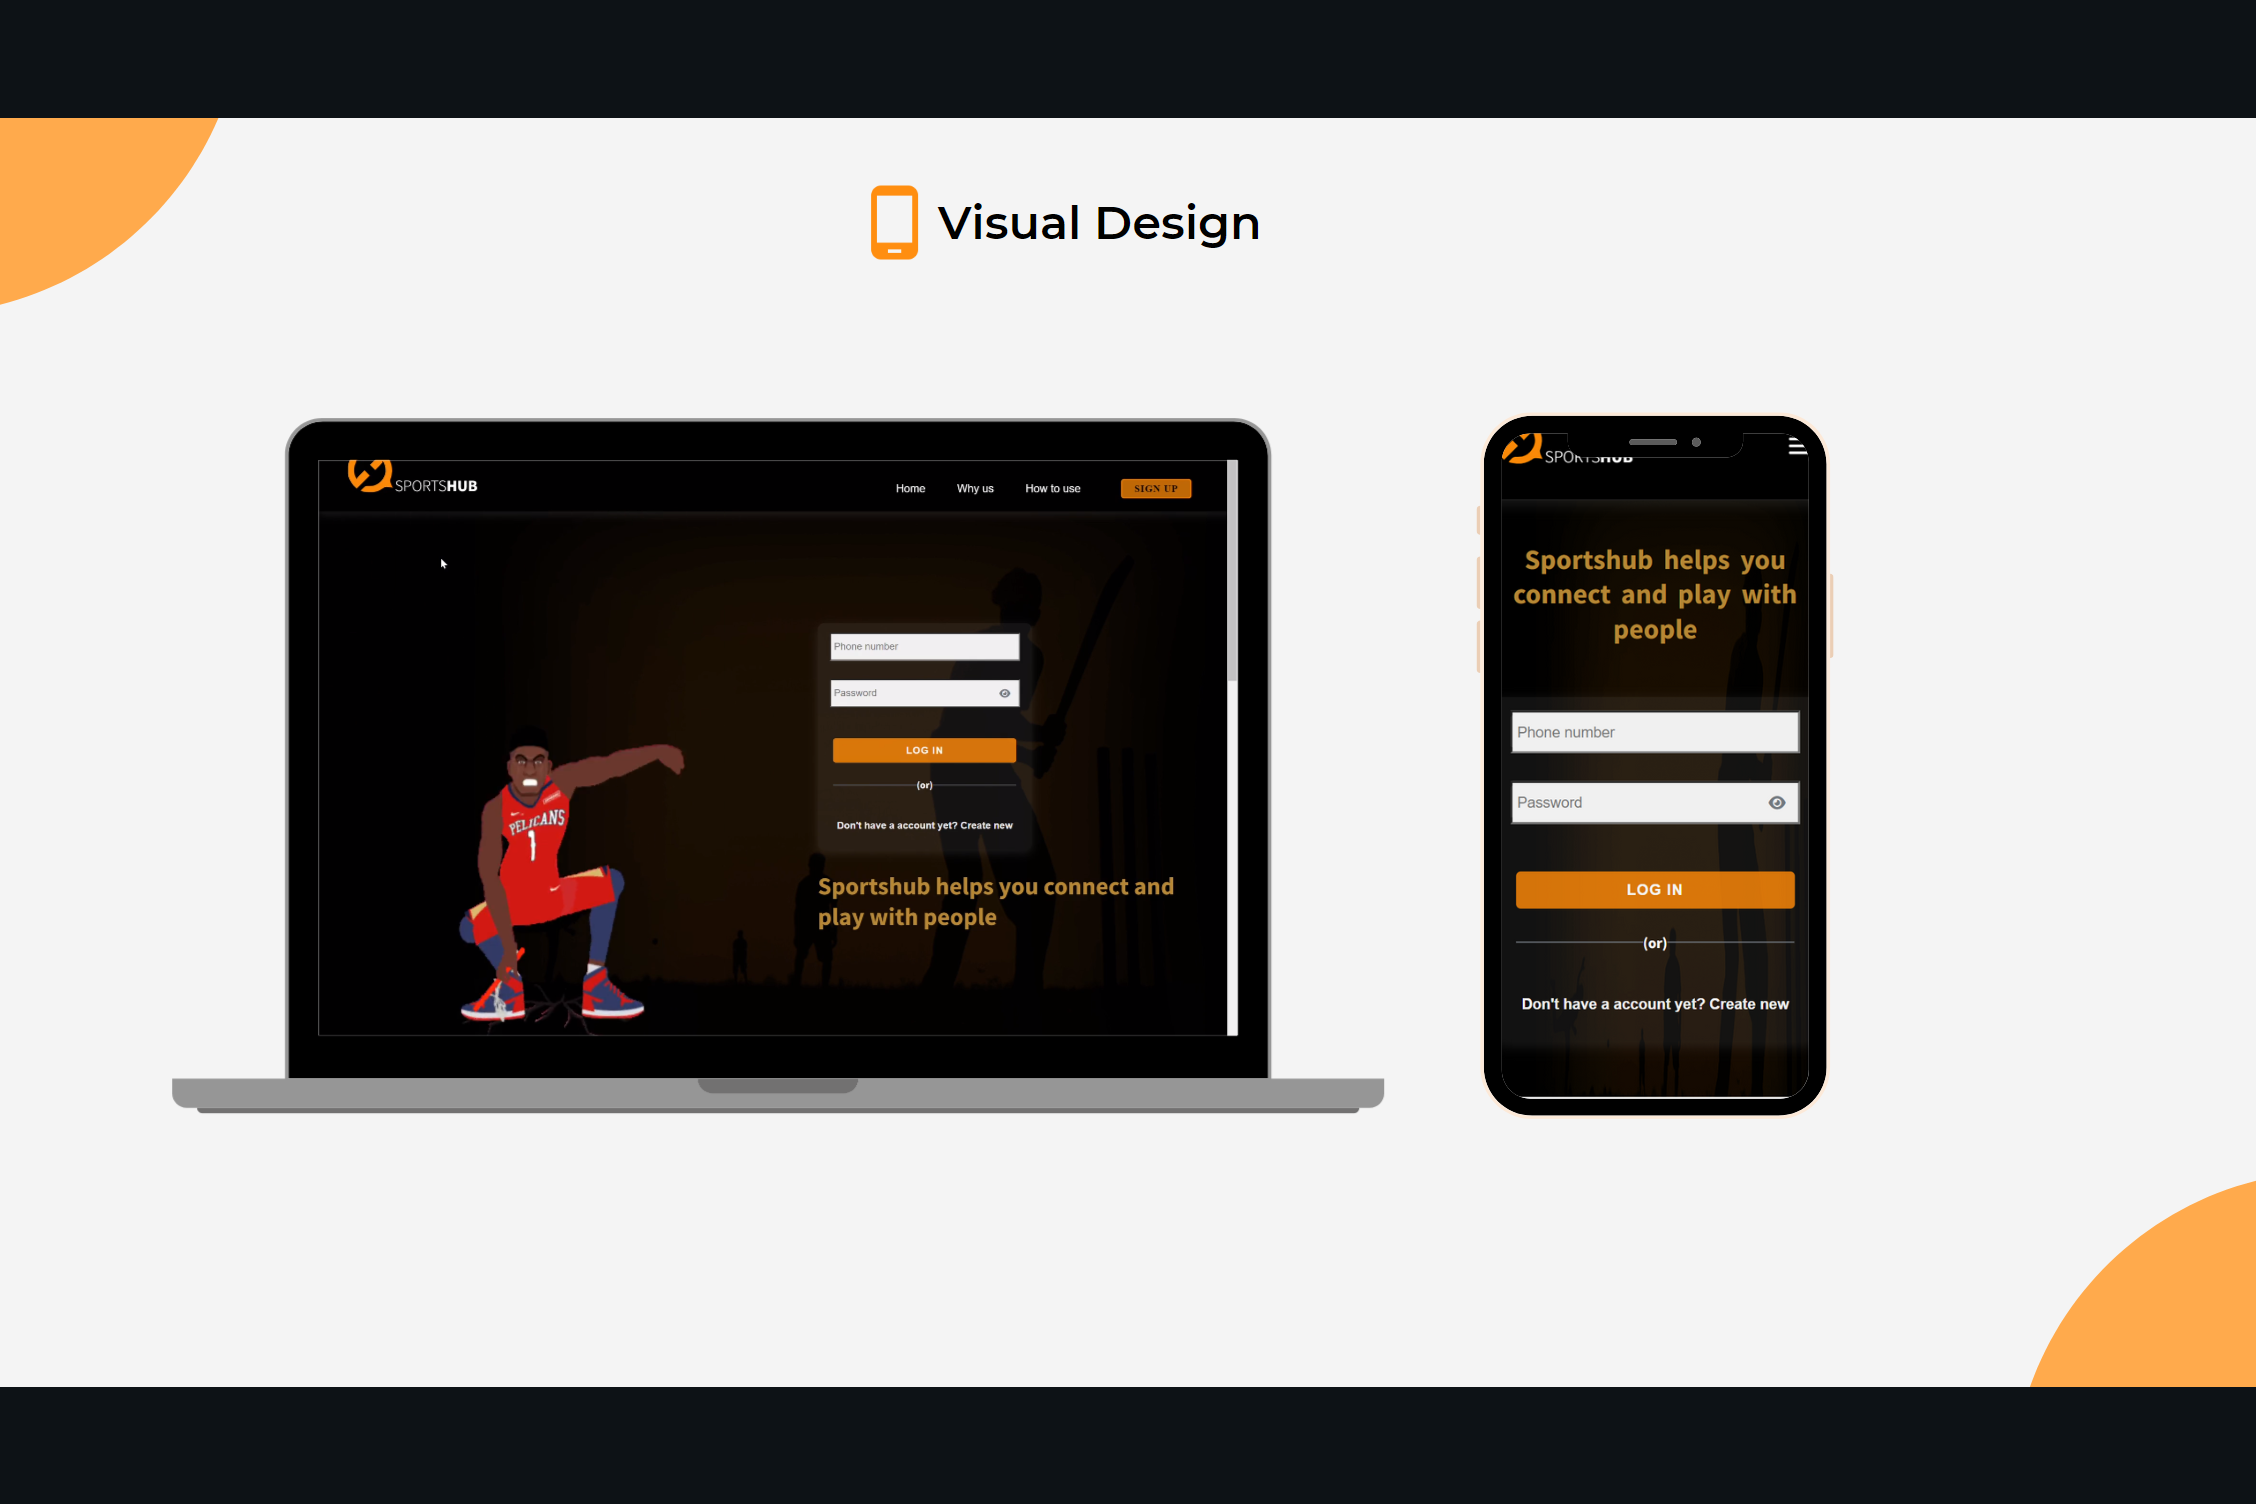 Visual Design
SPORTSHUB
Home
Why us
How to use
SIGN UP
Phone number
Password
LOG IN
(or)
Don't have a account yet? Create new
Sportshub helps you connect and
play with people
PELICANS
1
SPORTSHUB
Sportshub helps you
connect and play with
people
Phone number
Password
LOG IN
(or)
Don't have a account yet? Create new